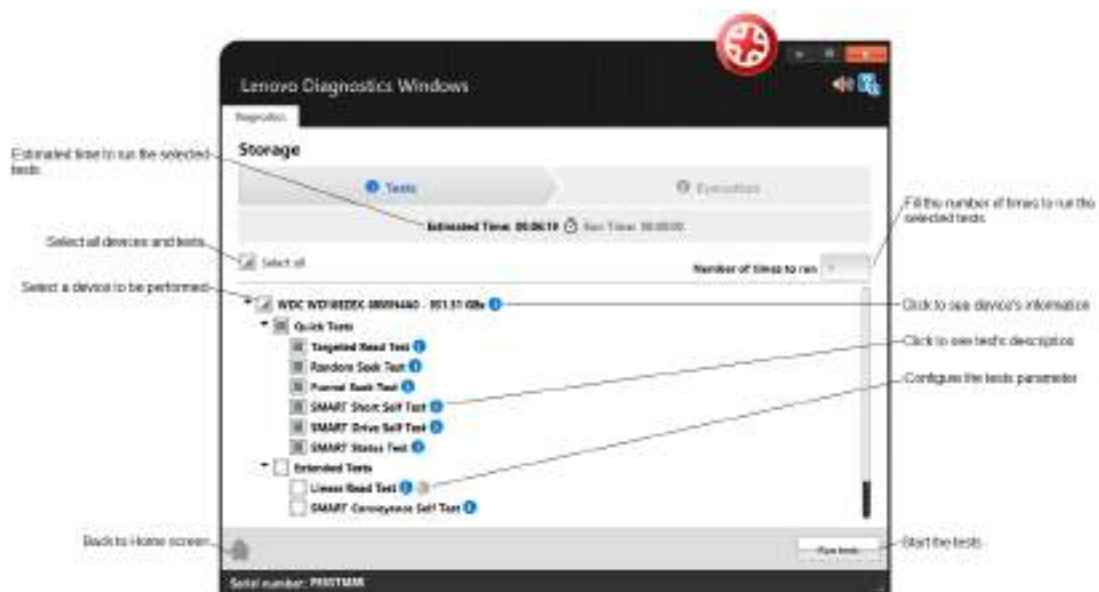 Lenovo Diagnostics Windows
Diagnostics
Storage
Estimated time to run the selected
tests
Tests
Execution
Fill the number of times to run the
selected tests
Estimated Time: 00:06:19 Run Time: 00:00:00
Select all devices and tests
Select all
Number of times to run
Select a device to be performed
WDC
Click to see device's information
Quick Tests
Targeted Read Test
Click to see test's description
Random Seek Test
Funnel Seek Test
Configure the tests parameter
SMART Short Self Test
SMART Drive Self Test
SMART Status Test
Extended Tests
Linear Read Test
SMART Conveyance Self Test
Back to Home screen
Run tests
Start the tests
Serial number: